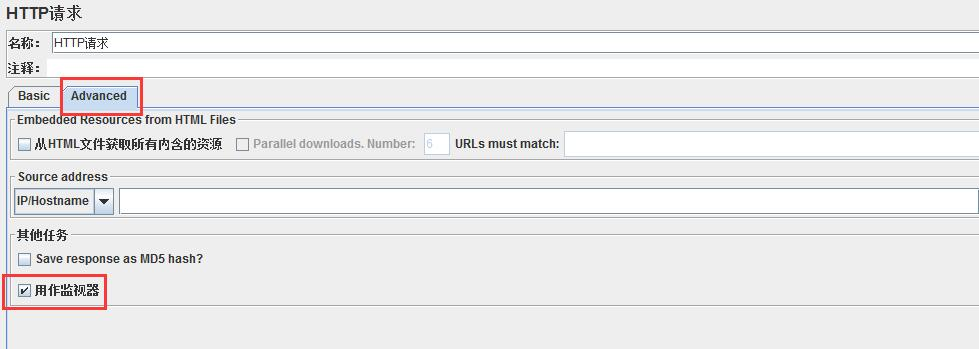 HTTP请求
名称： HTTP请求
注释：
Basic Advanced
Embedded Resources from HTML Files
从HTML文件获取所有内含的资源 Parallel downloads. Number: 6 URLs must match:
Source address
IP/Hostname
其他任务
Save response as MD5 hash?
用作监视器